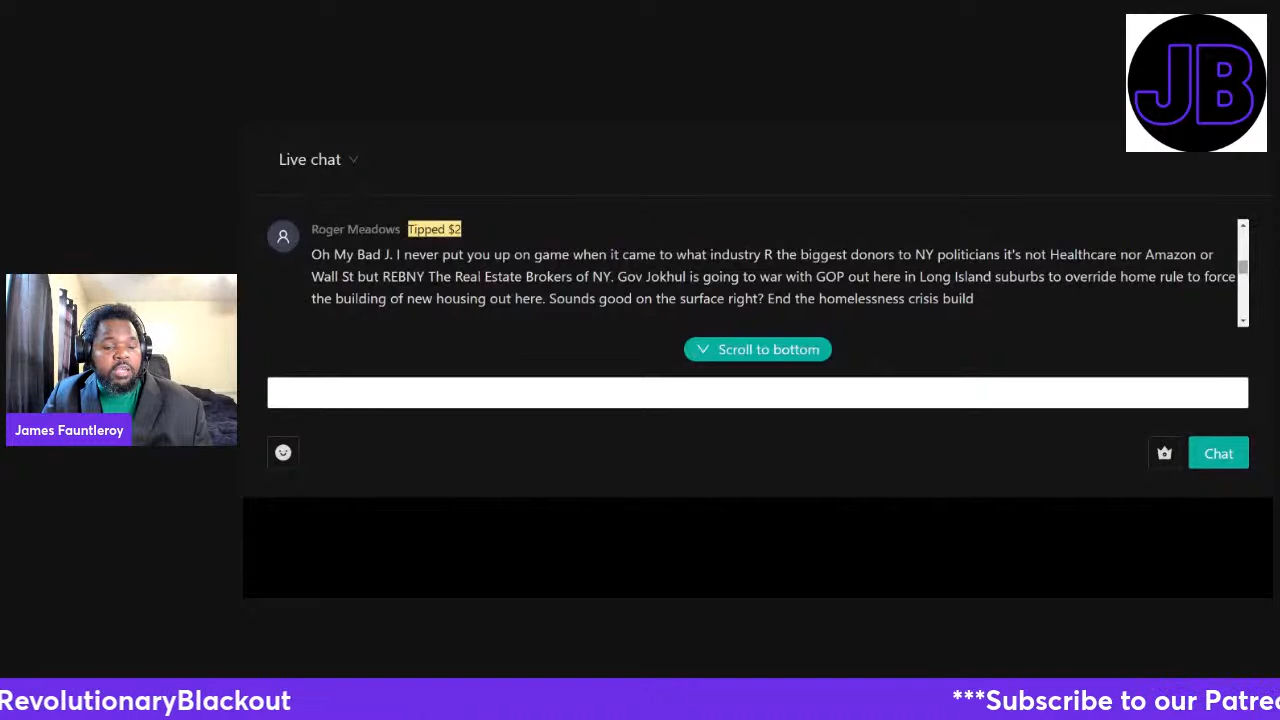 JB
Live chat
Roger Meadows Tipped $2
Oh My Bad J. I never put you up on game when it came to what industry R the biggest donors to NY politicians it's not Healthcare nor Amazon or
Wall St but REBNY The Real Estate Brokers of NY. Gov Jokhul is going to war with GOP out here in Long Island suburbs to override home rule to force
the building of new housing out here. Sounds good on the surface right? End the homelessness crisis build
Scroll to bottom
James Fauntleroy
Chat
RevolutionaryBlackout ***Subscribe to our Patreo